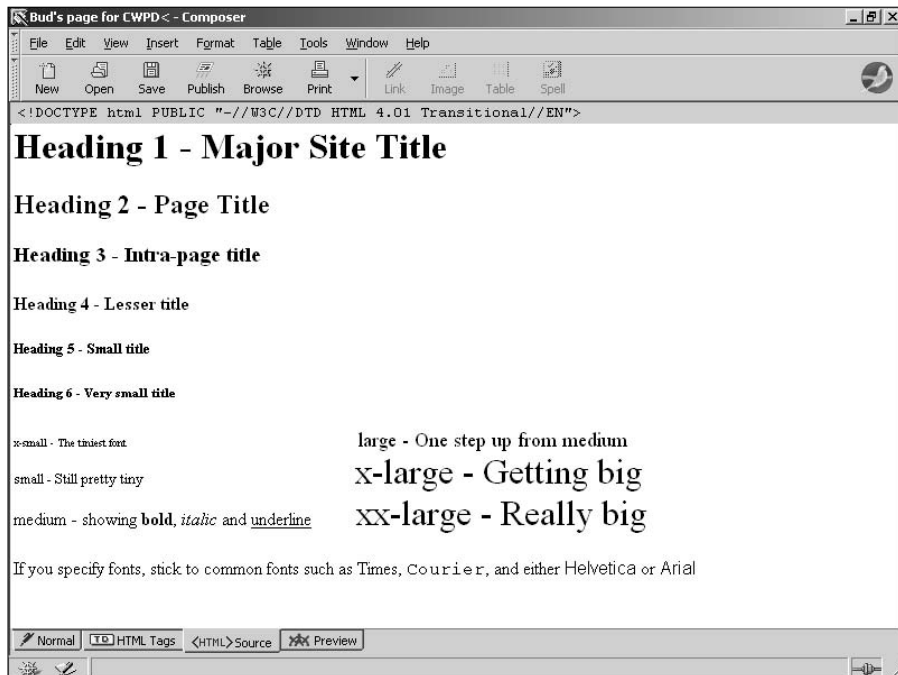 Bud's page for CWPD< - Composer
File Edit View Insert Format Table Tools Window Help
New Open Save Publish Browse Print Link Image Table Spell
<!DOCTYPE html PUBLIC "-//W3C//DTD HTML 4.01 Transitional//EN">
Heading 1 - Major Site Title
Heading 2 - Page Title
Heading 3 - Intra-page title
Heading 4 - Lesser title
Heading 5 - Small title
Heading 6 - Very small title
x-small - The tiniest font
small - Still pretty tiny
medium - showing bold, italic and underline
large - One step up from medium
x-large - Getting big
xx-large - Really big
If you specify fonts, stick to common fonts such as Times, Courier, and either Helvetica or Arial
Normal TD HTML Tags <HTML> Source Preview